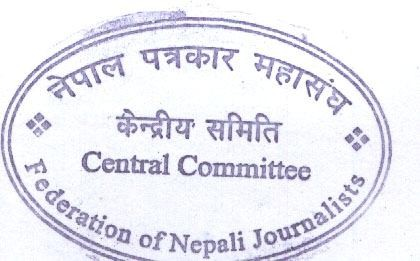 नेपाल पत्रकार महासंघ
केन्द्रीय समिति
Central Committee
Federation of Nepali Journalists